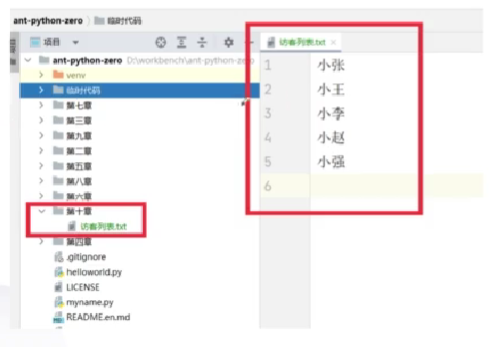 ant-python-zero 临时代码
项目
访客列表.txt
ant-python-zero D:\workbench\ant-python-zero
venv
临时代码
第七章
第三章
第九章
第二章
第五章
第八章
第六章
第十章
访客列表.txt
第四章
.gitignore
helloworld.py
LICENSE
myname.py
README.en.md
1 小张
2 小王
3 小李
4 小赵
5 小强
6